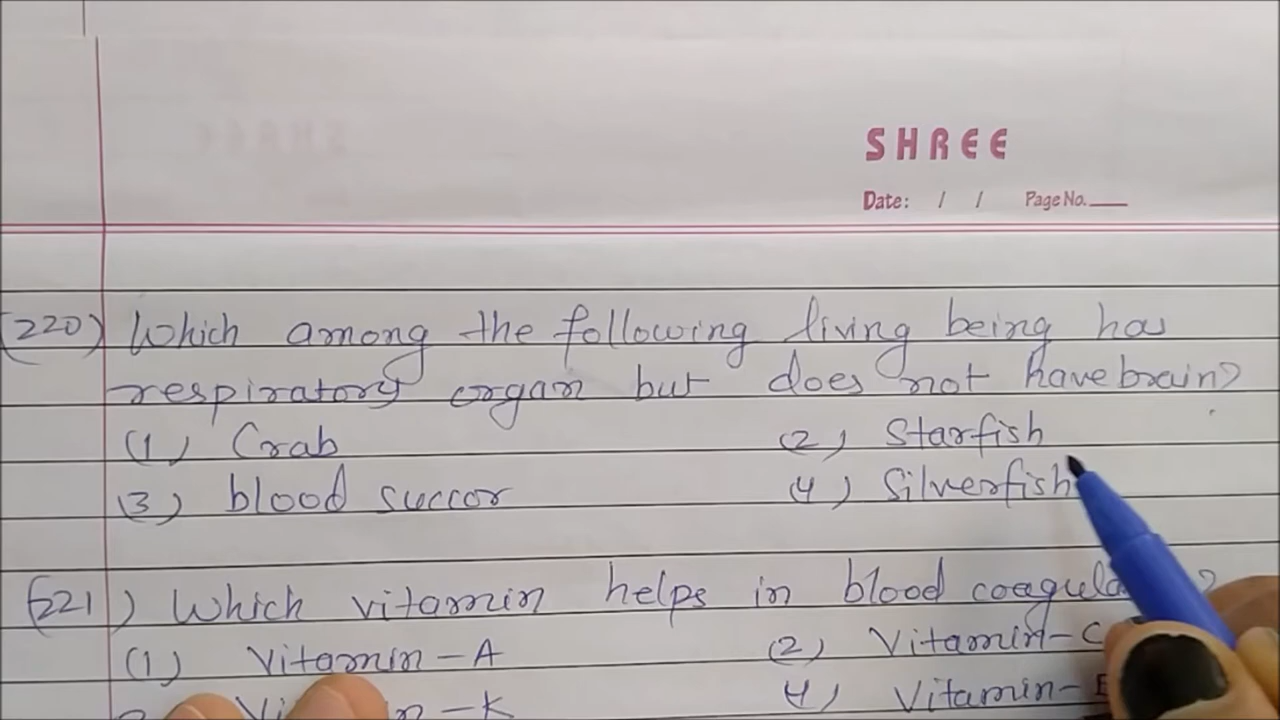 SHREE
Date: / / Page No.
(220) Which among the following living being has
respiratory organ but does not have brain?
(1) Crab (2) Starfish
(3) blood succor (4) Silverfish
(221) Which vitamin helps in blood ?
(1) Vitamin-A (2) Vitamin-C
-K (4) Vitamin-